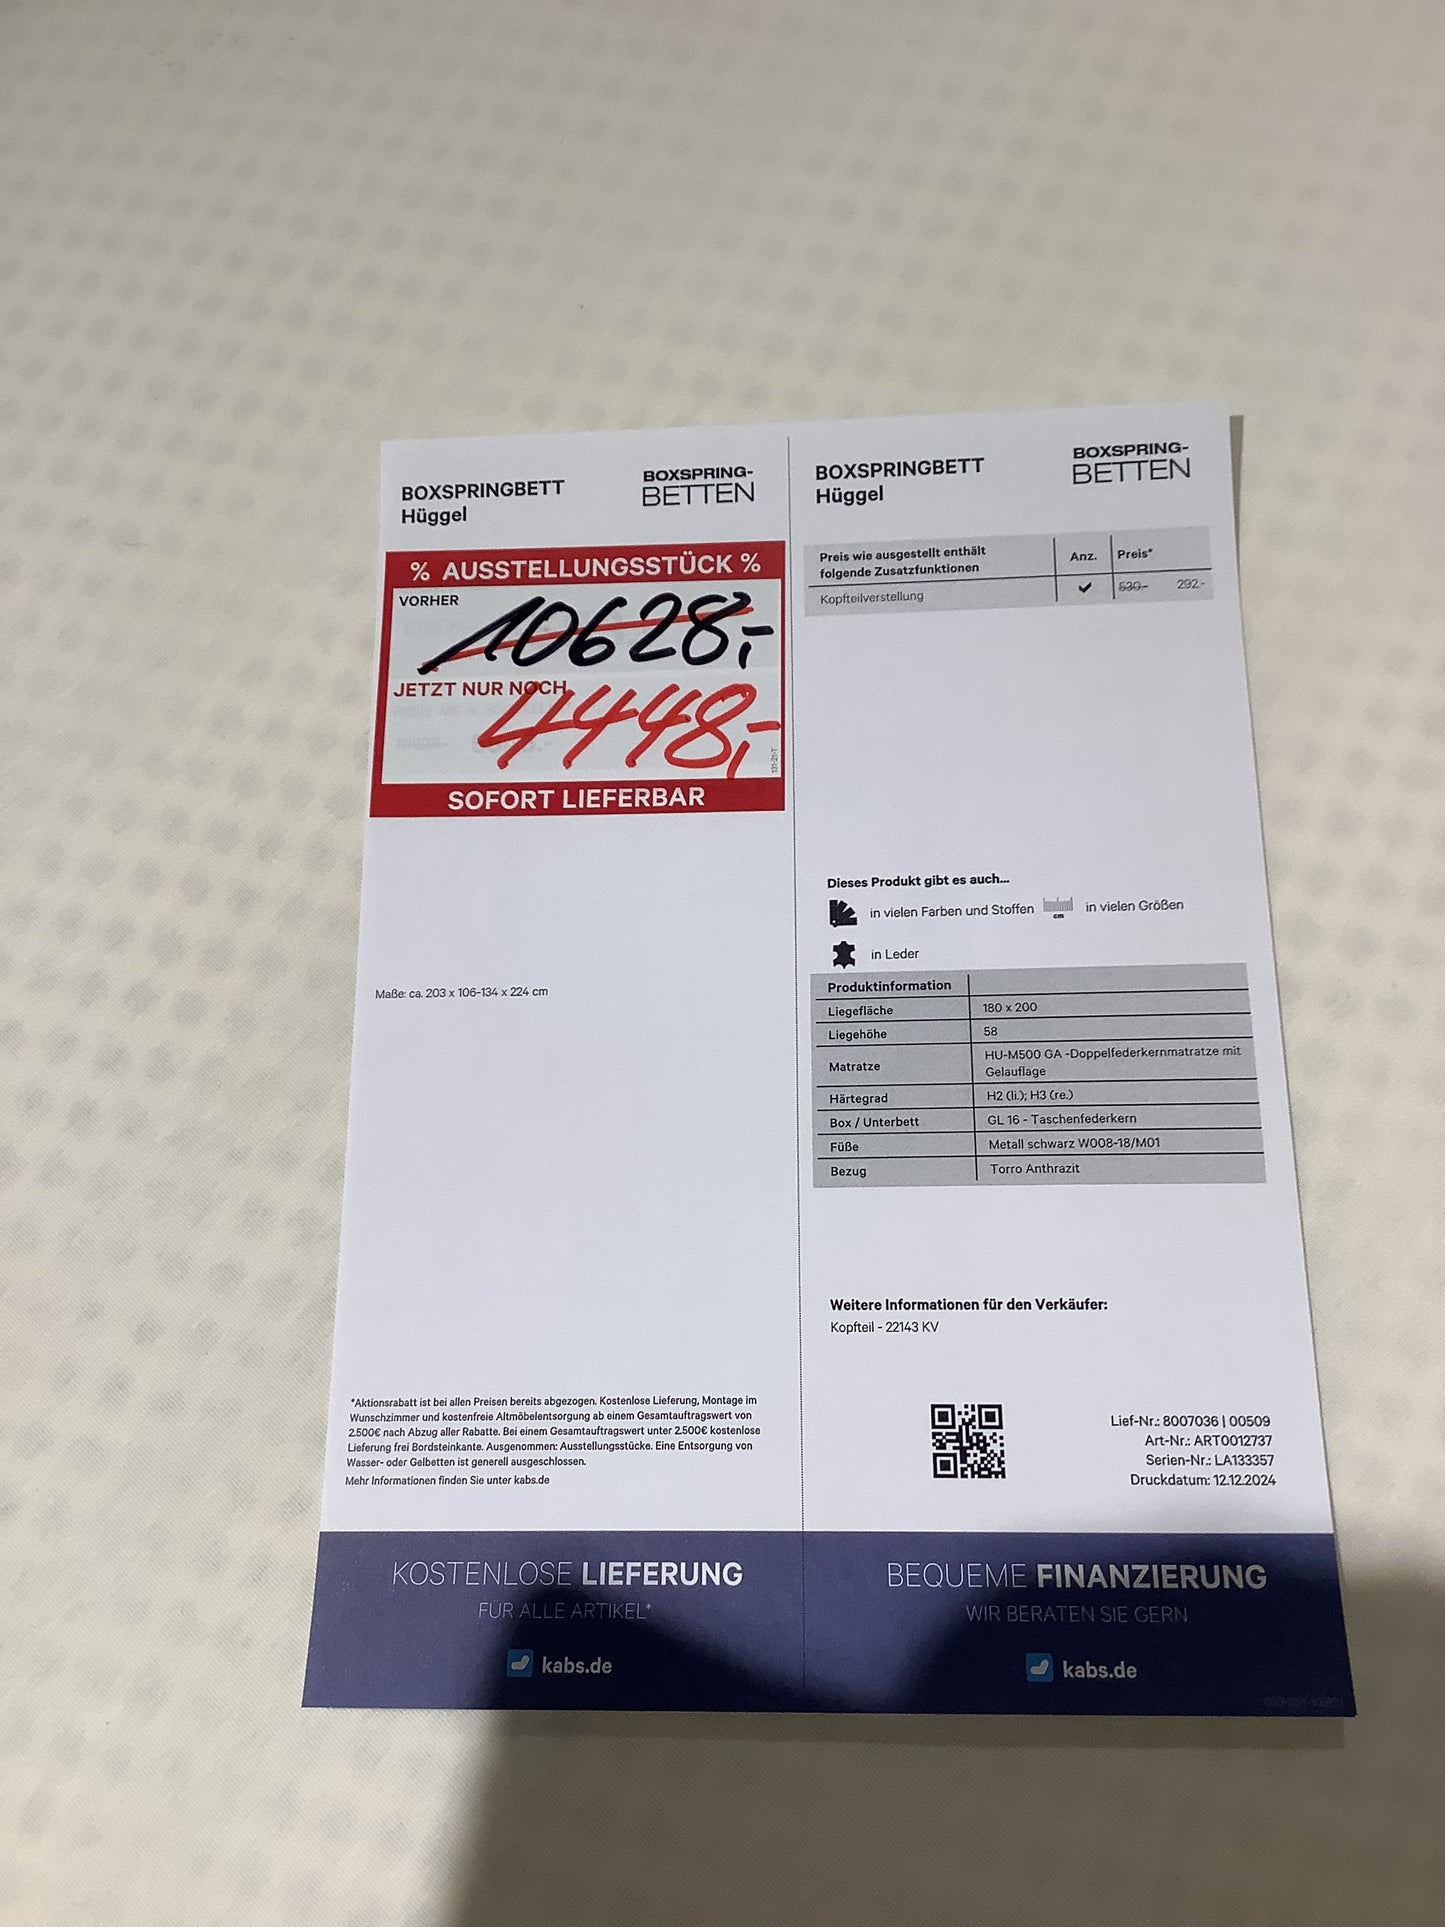 BOXSPRINGBETT
Hüggel
BOXSPRING-
BETTEN
% AUSSTELLUNGSSTÜCK %
VORHER
10628,-
JETZT NUR NOCH
4448,-
131-21-T
SOFORT LIEFERBAR
Maße: ca. 203 x 106-134 x 224 cm
*Aktionsrabatt ist bei allen Preisen bereits abgezogen. Kostenlose Lieferung, Montage im
Wunschzimmer und kostenfreie Altmöbelentsorgung ab einem Gesamtauftragswert von
2.500€ nach Abzug aller Rabatte. Bei einem Gesamtauftragswert unter 2.500€ kostenlose
Lieferung frei Bordsteinkante. Ausgenommen: Ausstellungsstücke. Eine Entsorgung von
Wasser- oder Gelbetten ist generell ausgeschlossen.
Mehr Informationen finden Sie unter kabs.de
KOSTENLOSE LIEFERUNG
FÜR ALLE ARTIKEL*
kabs.de
BOXSPRINGBETT
Hüggel
BOXSPRING-
BETTEN
Preis wie ausgestellt enthält
folgende Zusatzfunktionen
Anz.
Preis*
Kopfteilverstellung
✔
530.-
292.-
Dieses Produkt gibt es auch...
in vielen Farben und Stoffen
cm
in vielen Größen
in Leder
Produktinformation
Liegefläche
180 x 200
Liegehöhe
58
Matratze
HU-M500 GA -Doppelfederkernmatratze mit
Gelauflage
Härtegrad
H2 (li.); H3 (re.)
Box / Unterbett
GL 16 - Taschenfederkern
Füße
Metall schwarz W008-18/M01
Bezug
Torro Anthrazit
Weitere Informationen für den Verkäufer:
Kopfteil - 22143 KV
Lief-Nr.: 8007036 | 00509
Art-Nr.: ART0012737
Serien-Nr.: LA133357
Druckdatum: 12.12.2024
BEQUEME FINANZIERUNG
WIR BERATEN SIE GERN.
kabs.de